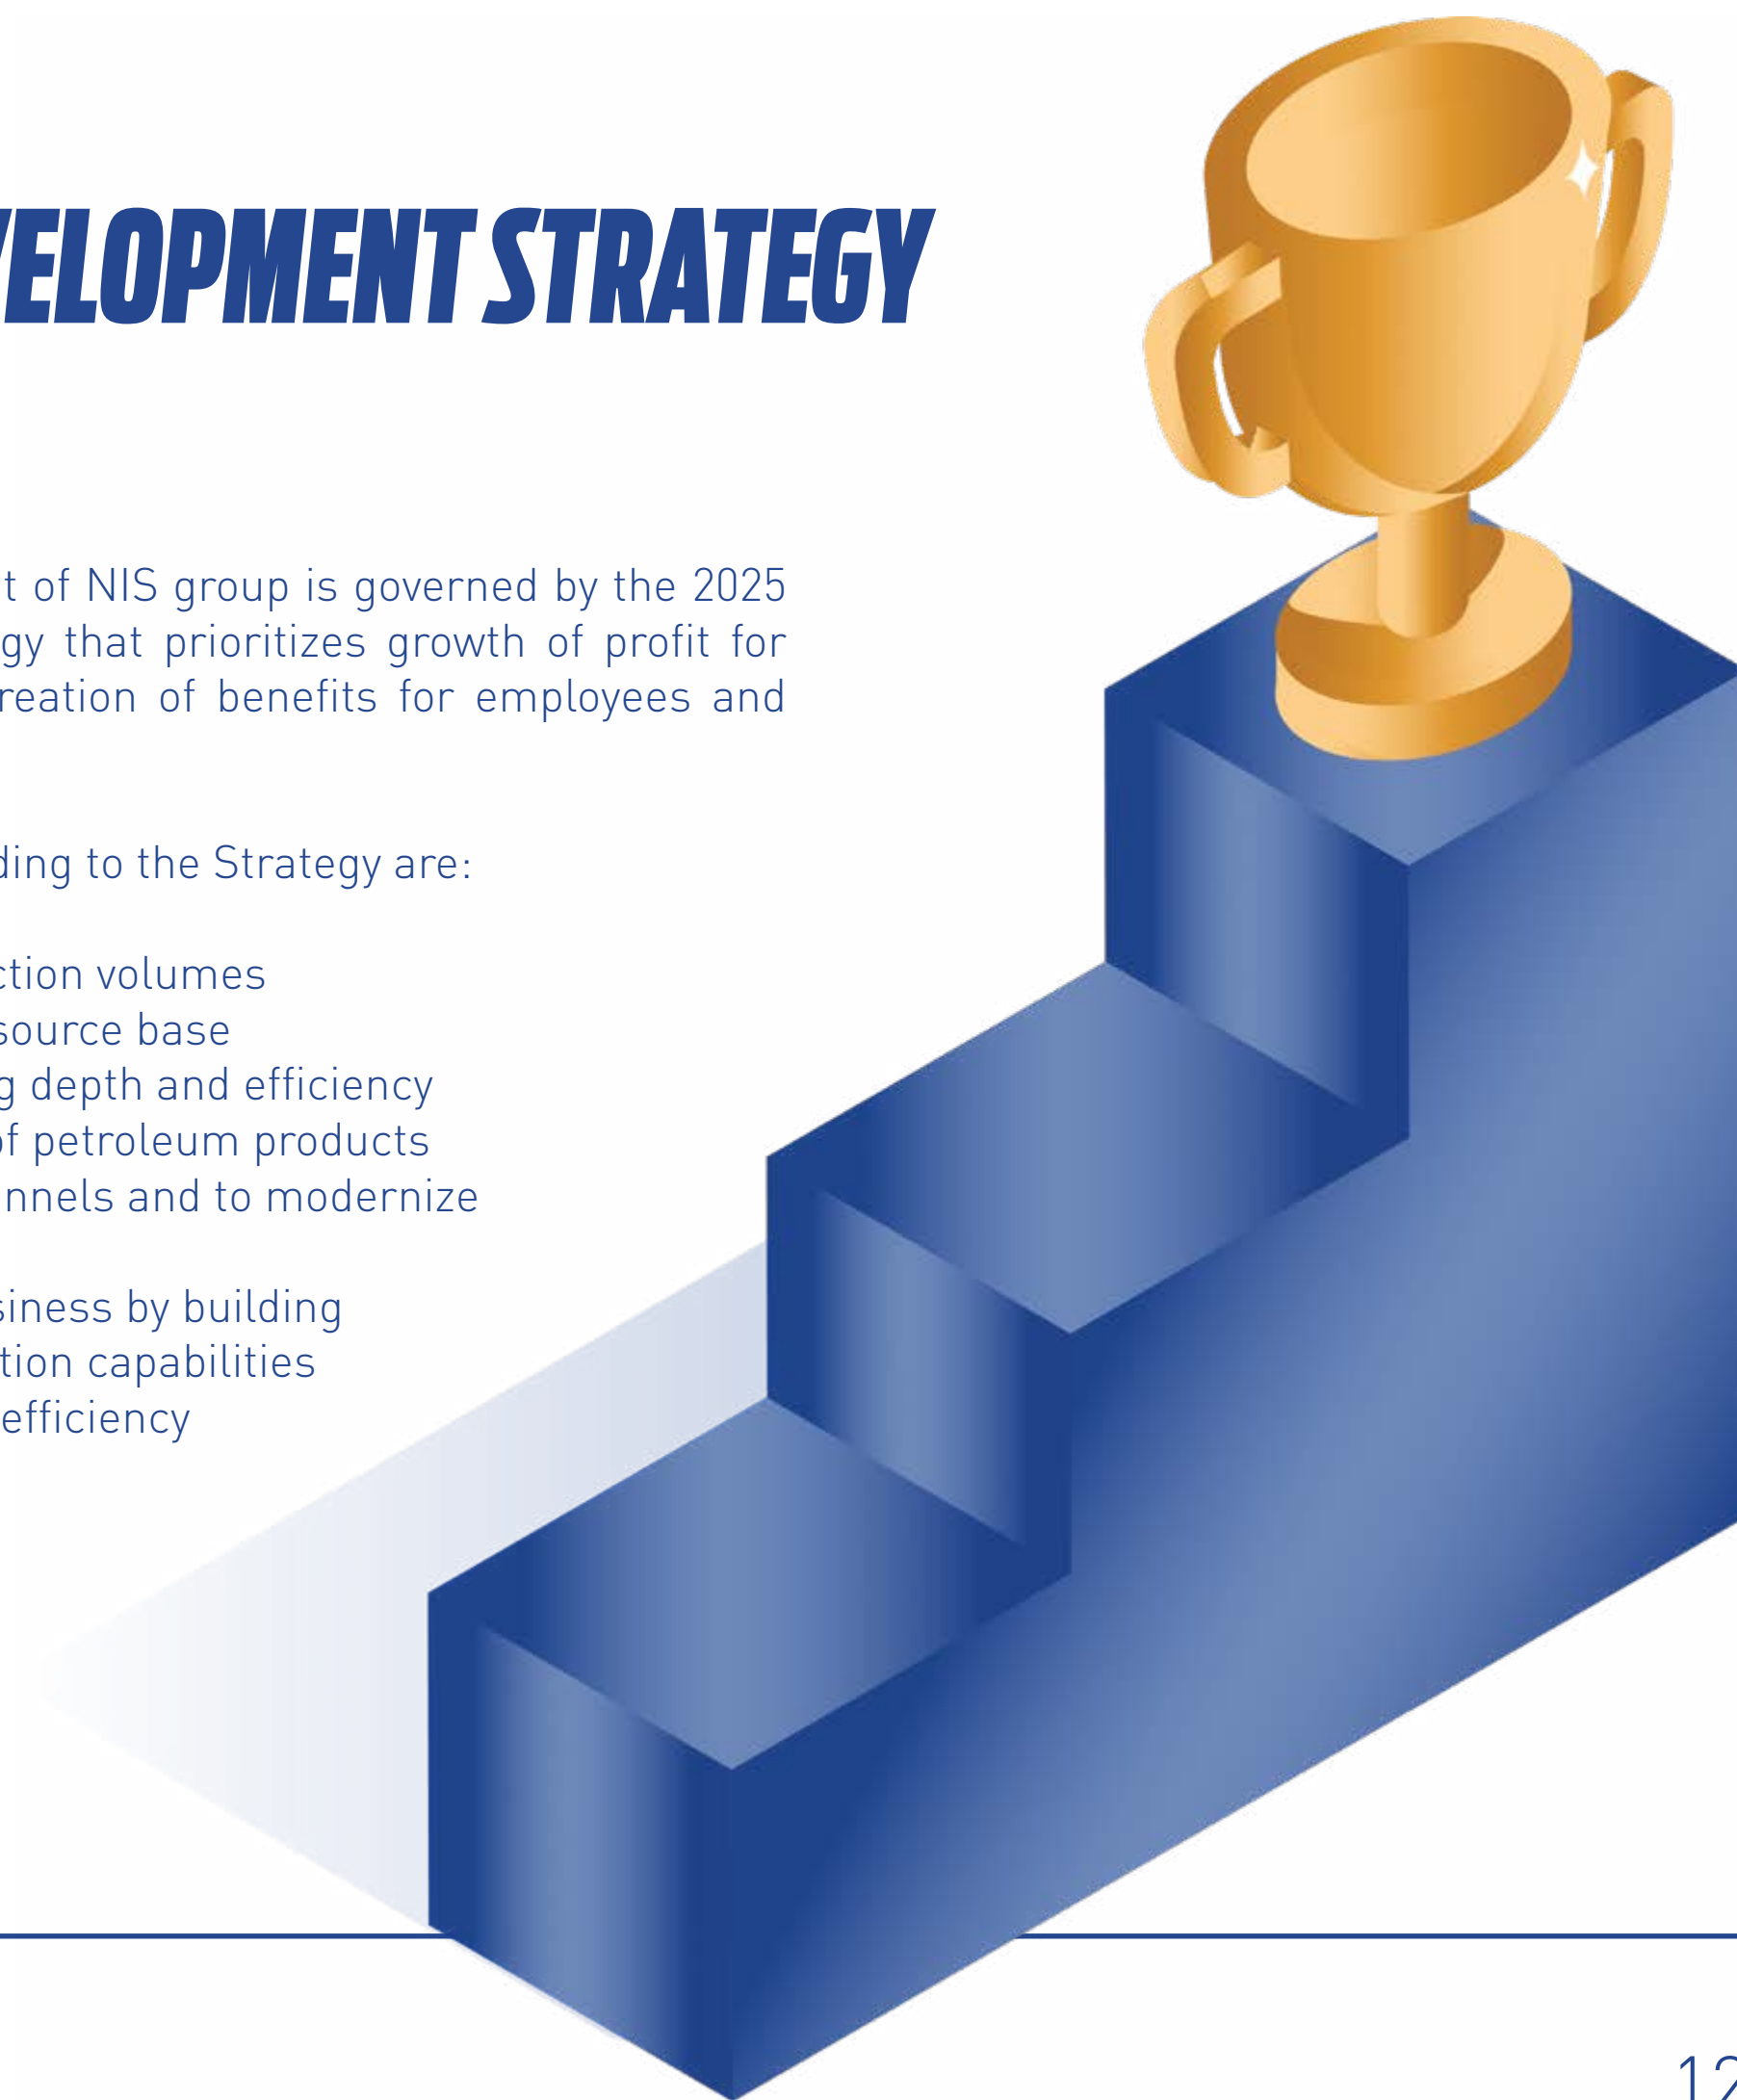 VELOPMENT STRATEGY
t of NIS group is governed by the 2025
gy that prioritizes growth of profit for
reation of benefits for employees and
ding to the Strategy are:
ction volumes
source base
g depth and efficiency
of petroleum products
nnels and to modernize
siness by building
tion capabilities
efficiency
12